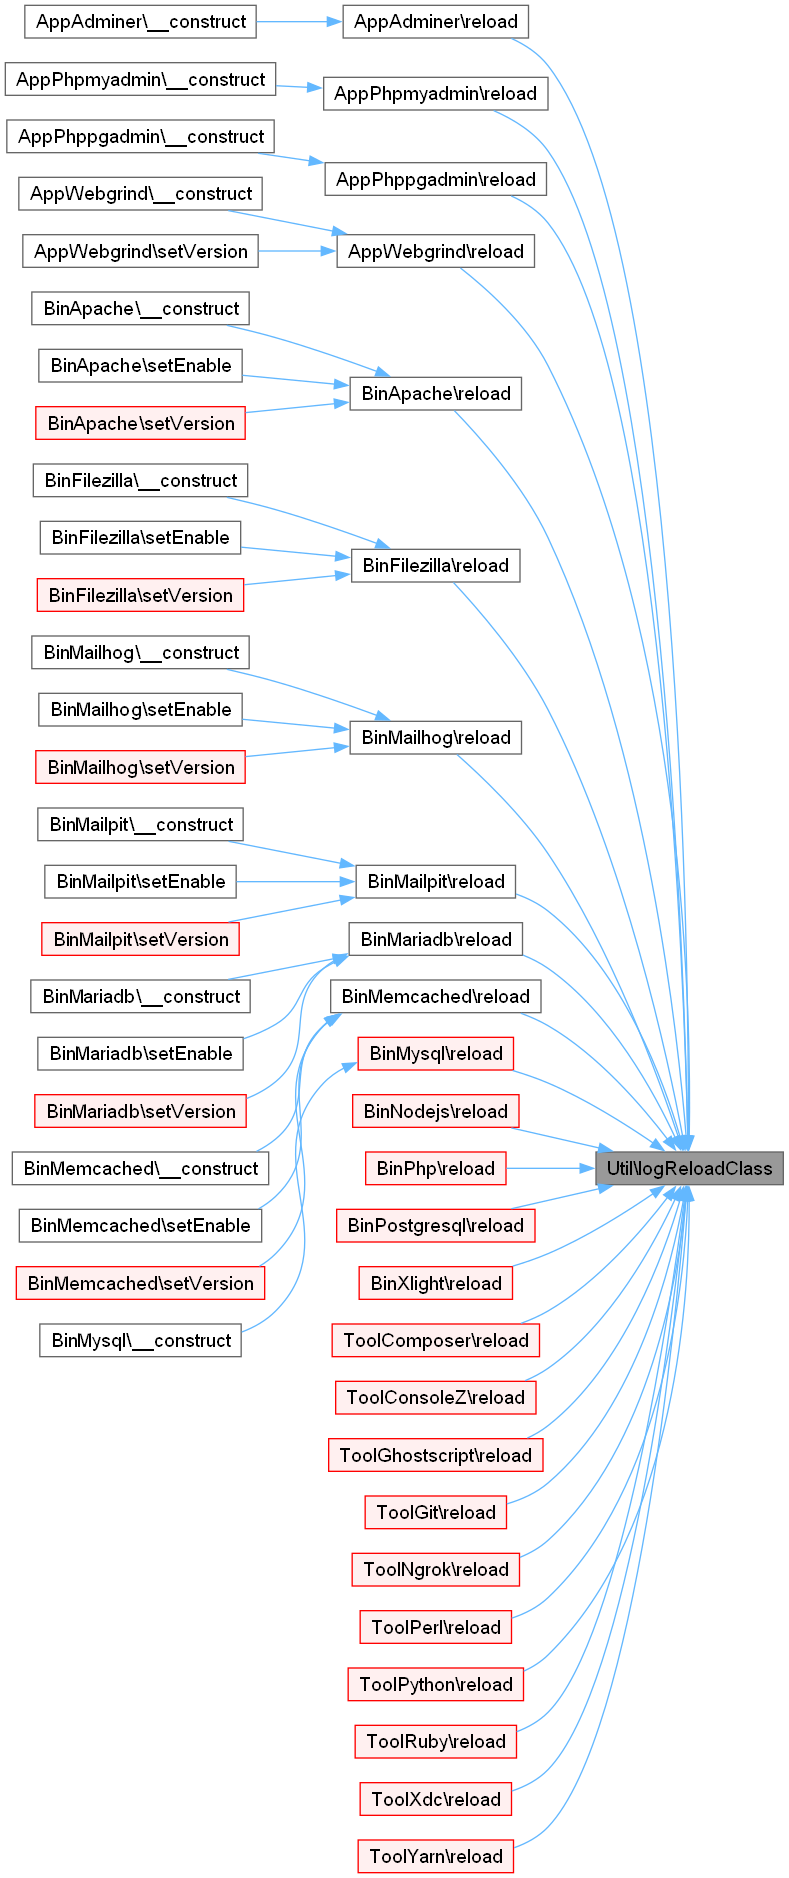 AppAdminer\__construct
AppAdminer\reload
AppPhpmyadmin\__construct
AppPhpmyadmin\reload
AppPhppgadmin\__construct
AppPhppgadmin\reload
AppWebgrind\__construct
AppWebgrind\setVersion
AppWebgrind\reload
BinApache\__construct
BinApache\setEnable
BinApache\reload
BinApache\setVersion
BinFilezilla\__construct
BinFilezilla\setEnable
BinFilezilla\reload
BinFilezilla\setVersion
BinMailhog\__construct
BinMailhog\setEnable
BinMailhog\reload
BinMailhog\setVersion
BinMailpit\__construct
BinMailpit\setEnable
BinMailpit\reload
BinMailpit\setVersion
BinMariadb\reload
BinMariadb\__construct
BinMemcached\reload
BinMariadb\setEnable
BinMysql\reload
BinMariadb\setVersion
BinNodejs\reload
BinMemcached\__construct
BinPhp\reload
Util\logReloadClass
BinMemcached\setEnable
BinPostgresql\reload
BinMemcached\setVersion
BinXlight\reload
BinMysql\__construct
ToolComposer\reload
ToolConsoleZ\reload
ToolGhostscript\reload
ToolGit\reload
ToolNgrok\reload
ToolPerl\reload
ToolPython\reload
ToolRuby\reload
ToolXdc\reload
ToolYarn\reload